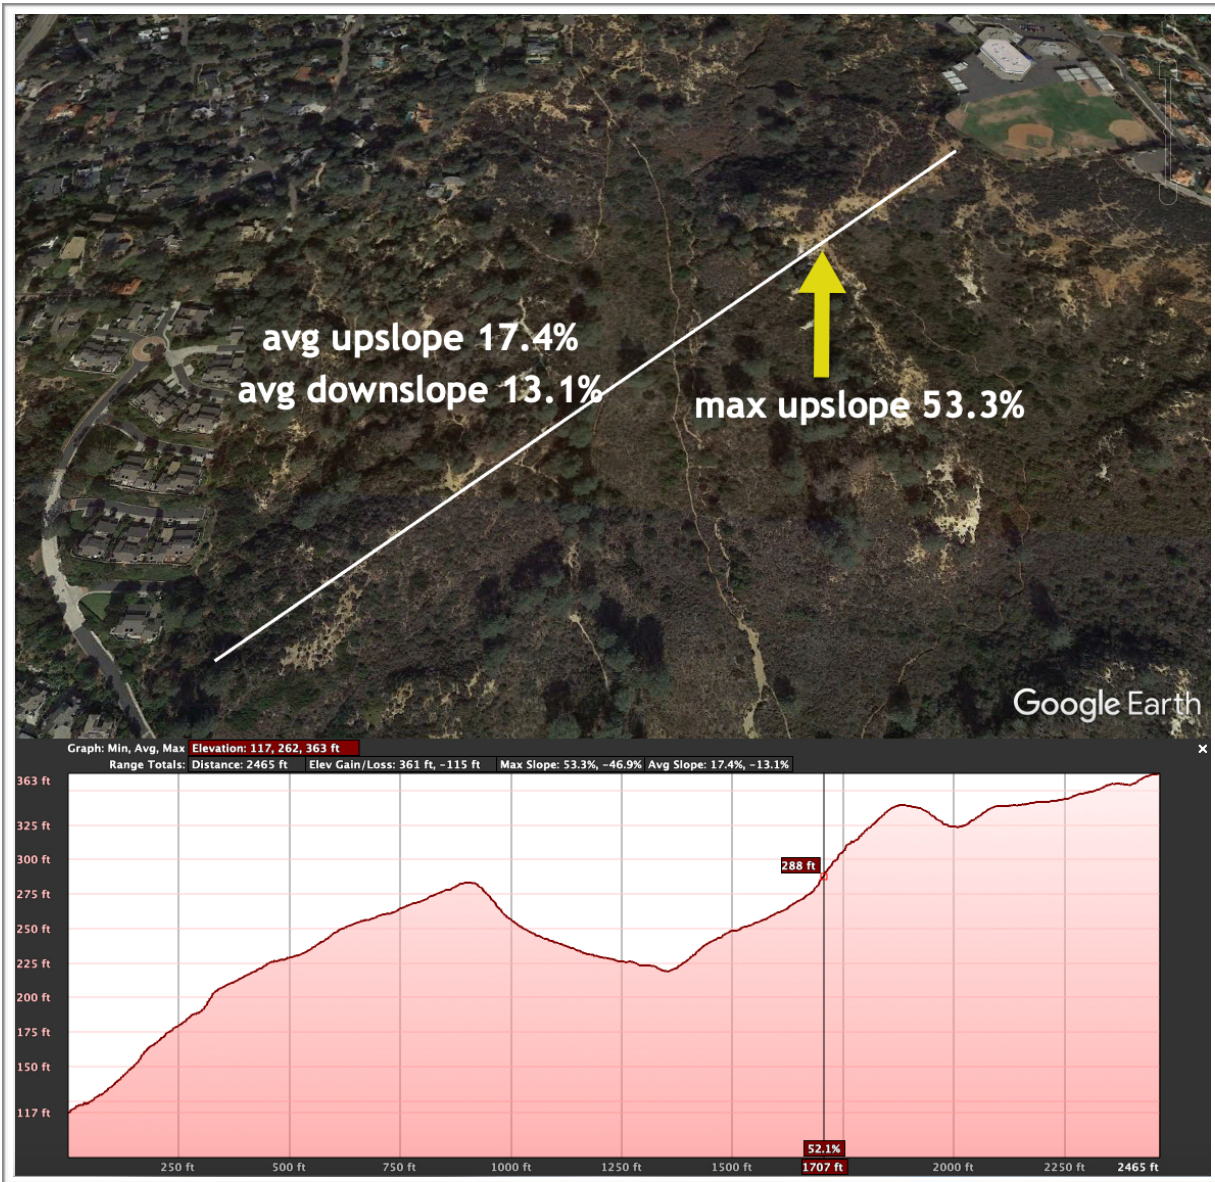 avg upslope 17.4%
avg downslope 13.1%
max upslope 53.3%
Google Earth
Graph: Min, Avg, Max Elevation: 117, 262, 363 ft
Range Totals: Distance: 2465 ft Elev Gain/Loss: 361 ft, -115 ft Max Slope: 53.3%, -46.9% Avg Slope: 17.4%, -13.1%
363 ft
325 ft
300 ft
288 ft
275 ft
250 ft
225 ft
200 ft
175 ft
150 ft
117 ft
52.1%
250 ft 500 ft 750 ft 1000 ft 1250 ft 1500 ft 1707 ft 2000 ft 2250 ft 2465 ft